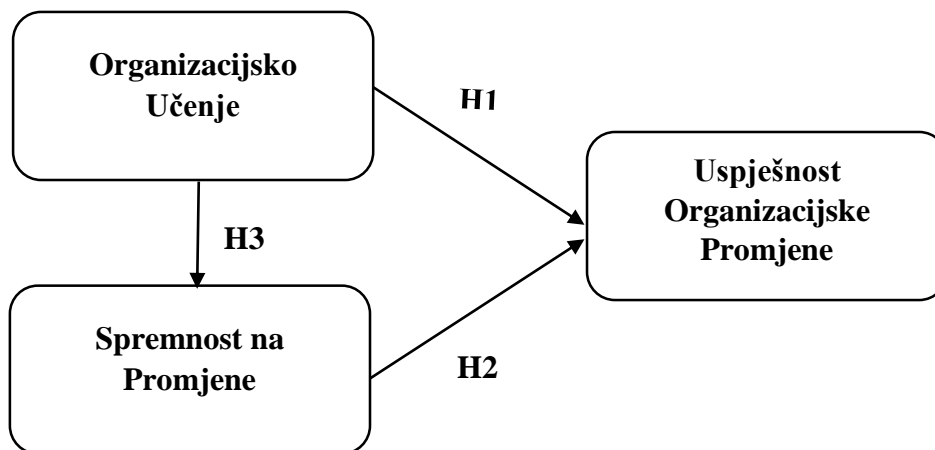 Organizacijsko
Učenje
H1
Uspješnost
Organizacijske
Promjene
H3
Spremnost na
Promjene
H2